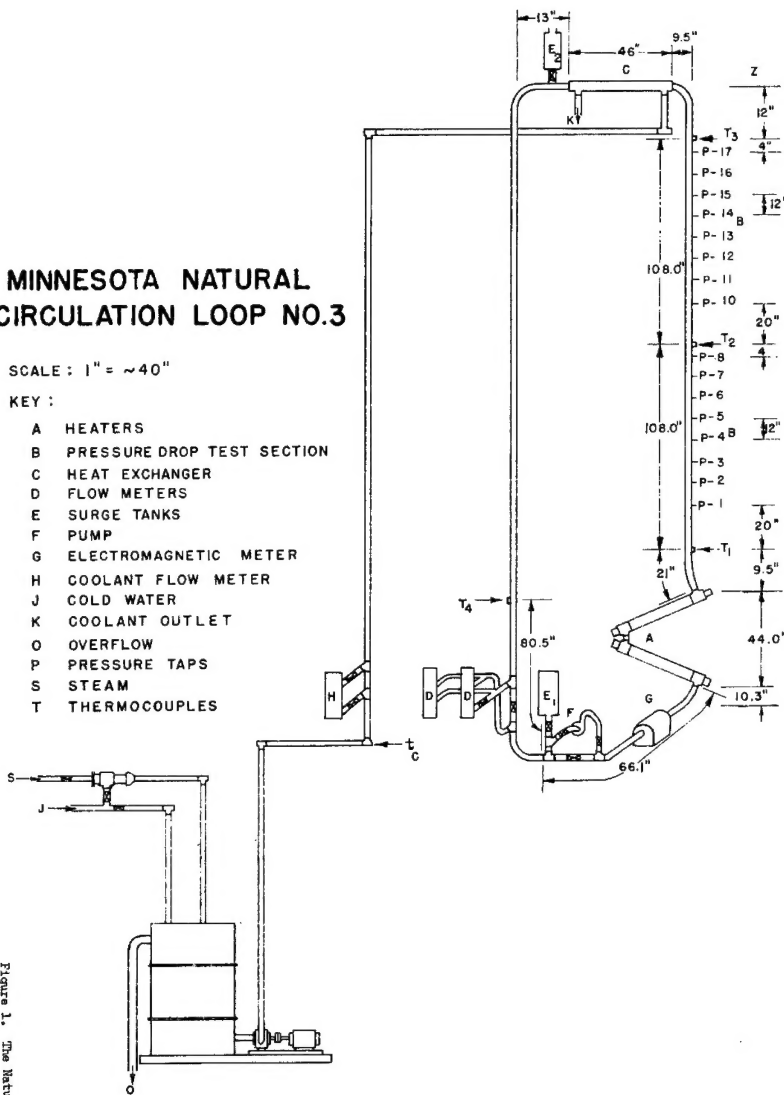 MINNESOTA NATURAL
CIRCULATION LOOP NO.3
SCALE: 1" = ~40"
KEY:
A HEATERS
B PRESSURE DROP TEST SECTION
C HEAT EXCHANGER
D FLOW METERS
E SURGE TANKS
F PUMP
G ELECTROMAGNETIC METER
H COOLANT FLOW METER
J COLD WATER
K COOLANT OUTLET
O OVERFLOW
P PRESSURE TAPS
S STEAM
T THERMOCOUPLES
13"
46"
9.5"
E2
C
Z
K
12"
T3
4"
P-17
P-16
P-15
12"
P-14
B
P-13
P-12
108.0"
P-11
P-10
20"
T2
4
P-8
P-7
P-6
P-5
12"
P-4
B
108.0"
P-3
P-2
P-1
20"
T1
9.5"
21"
T4
A
44.0"
80.5"
10.3"
G
H
D
D
E1
F
66.1"
tc
S
J
O
Figure 1. The Natu